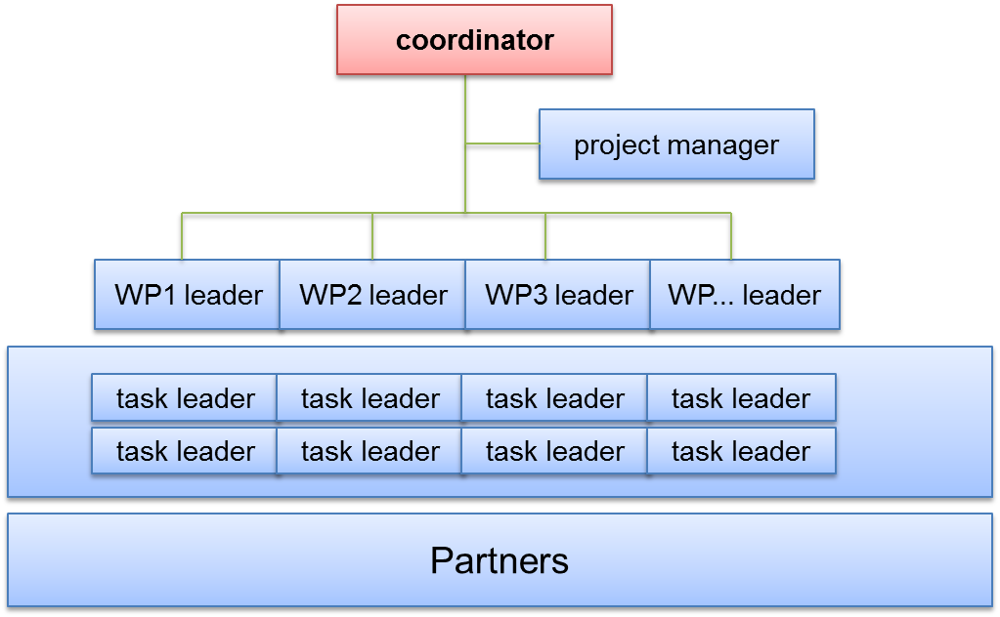 coordinator
project manager
WP1 leader
WP2 leader
WP3 leader
WP... leader
task leader
task leader
task leader
task leader
task leader
task leader
task leader
task leader
Partners